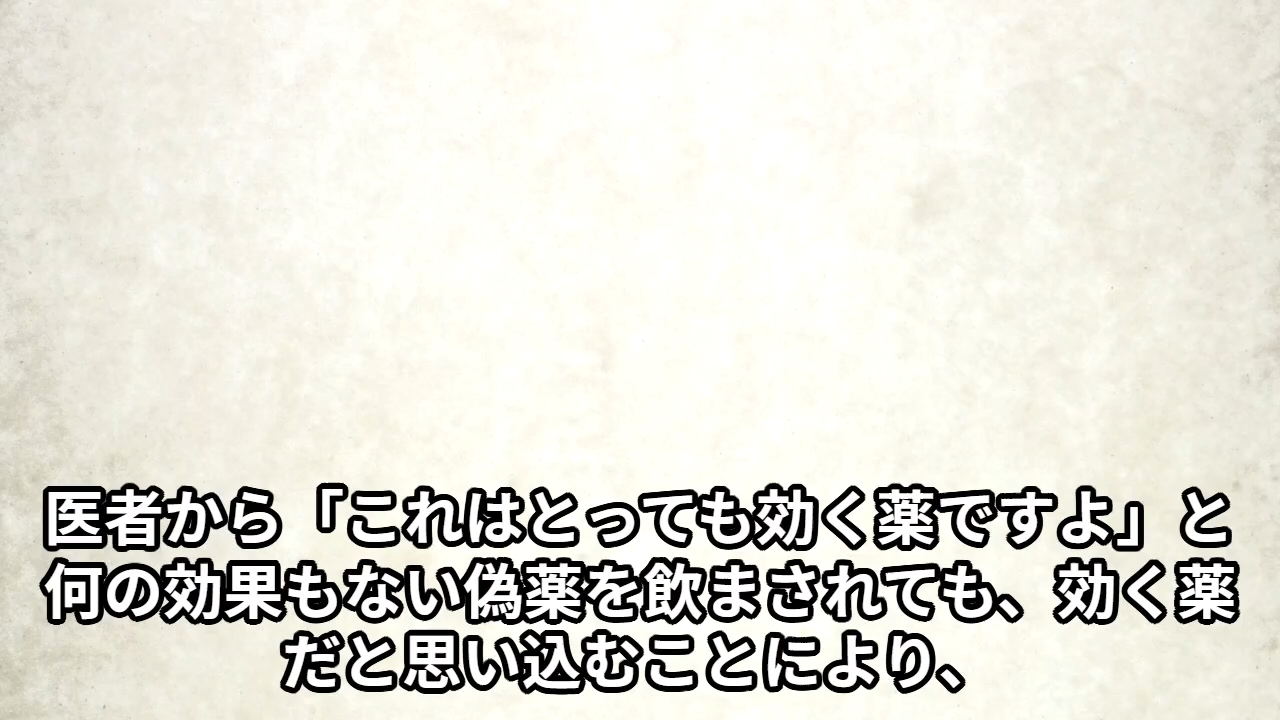 医者から「これはとっても効く薬ですよ」と
何の効果もない偽薬を飲まされても、効く薬
だと思い込むことにより、